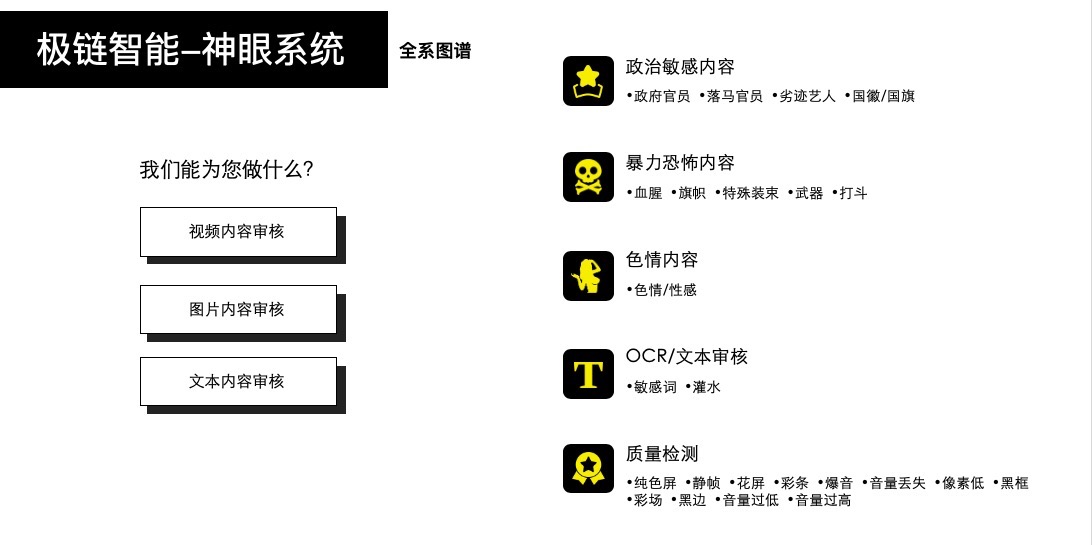 极链智能-神眼系统
全系图谱
我们能为您做什么?
视频内容审核
图片内容审核
文本内容审核
政治敏感内容
•政府官员 •落马官员 •劣迹艺人 •国徽/国旗
暴力恐怖内容
•血腥 •旗帜 •特殊装束 •武器 •打斗
色情内容
•色情/性感
T
OCR/文本审核
•敏感词 •灌水
质量检测
•纯色屏 •静帧 •花屏 •彩条 •爆音 •音量丢失 •像素低 •黑框
•彩场 •黑边 •音量过低 •音量过高